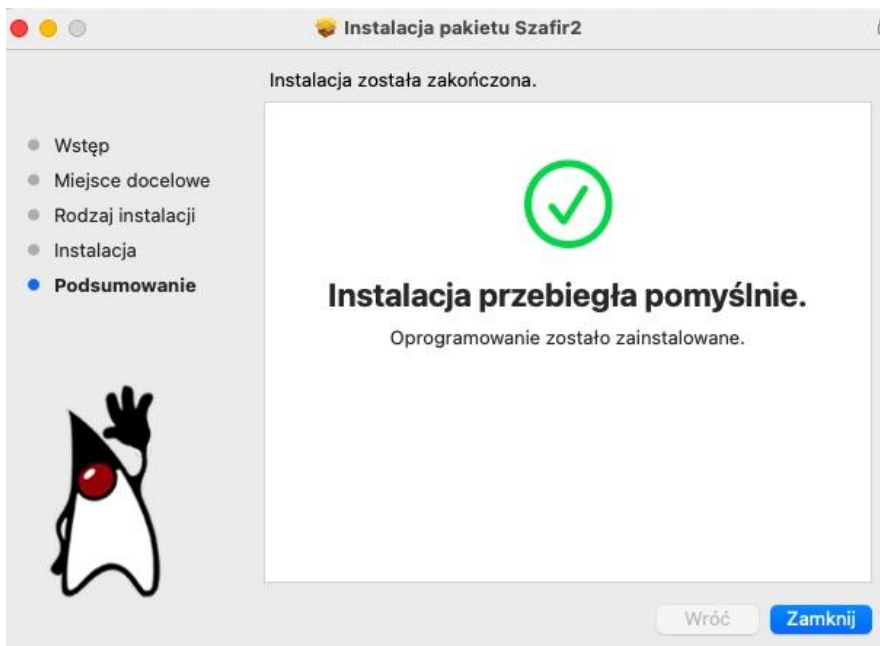 Instalacja pakietu Szafir2
Instalacja została zakończona.
Wstęp
Miejsce docelowe
Rodzaj instalacji
Instalacja
Podsumowanie
Instalacja przebiegła pomyślnie.
Oprogramowanie zostało zainstalowane.
Wróć
Zamknij